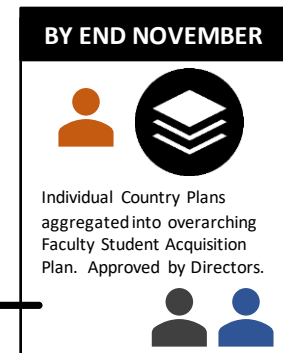 BY END NOVEMBER
Individual Country Plans
aggregated into overarching
Faculty Student Acquisition
Plan. Approved by Directors.